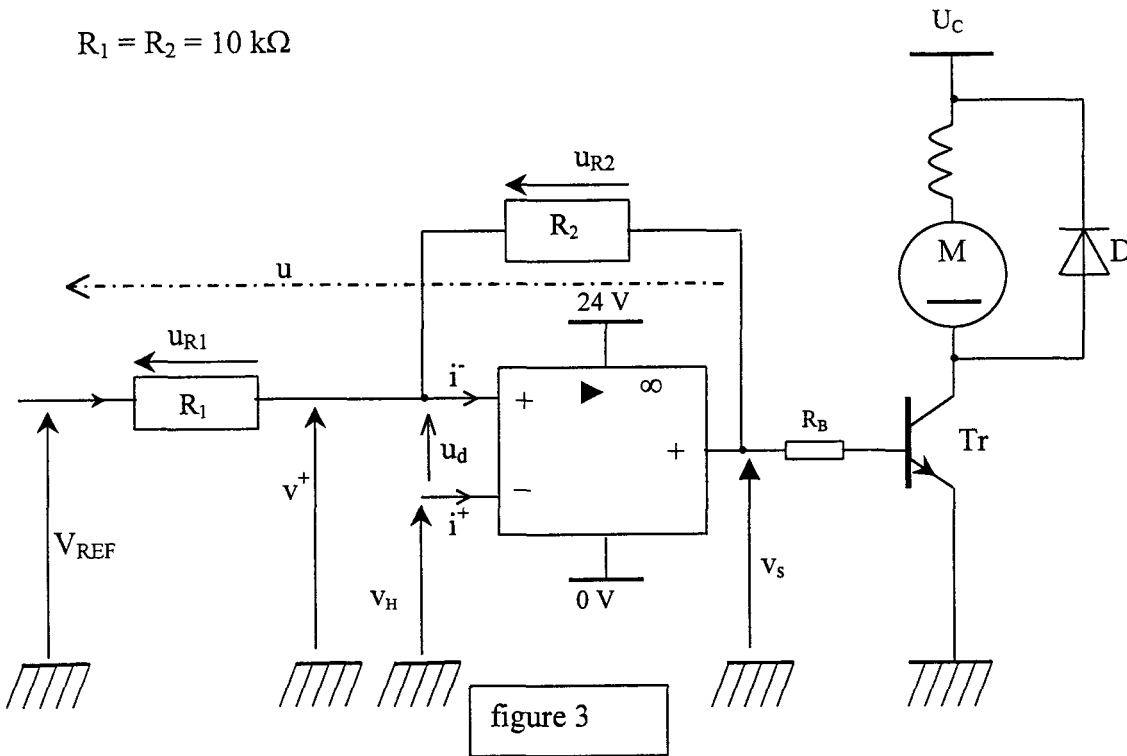 R₁ = R₂ = 10 kΩ
U_C
u_R2
R₂
M
D
u
24 V
u_R1
R₁
i⁻
+
∞
R_B
Tr
u_d
+
−
v⁺
i⁺
V_REF
v_H
0 V
v_s
figure 3